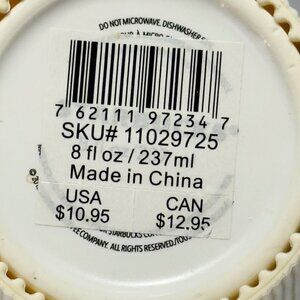 DO NOT MICROWAVE. DISHWASHER
7 62111 97234 7
SKU# 11029725
8 fl oz / 237ml
Made in China
USA CAN
$10.95 $12.95
STARBUCKS
COMPANY. ALL RIGHTS RESERVED.